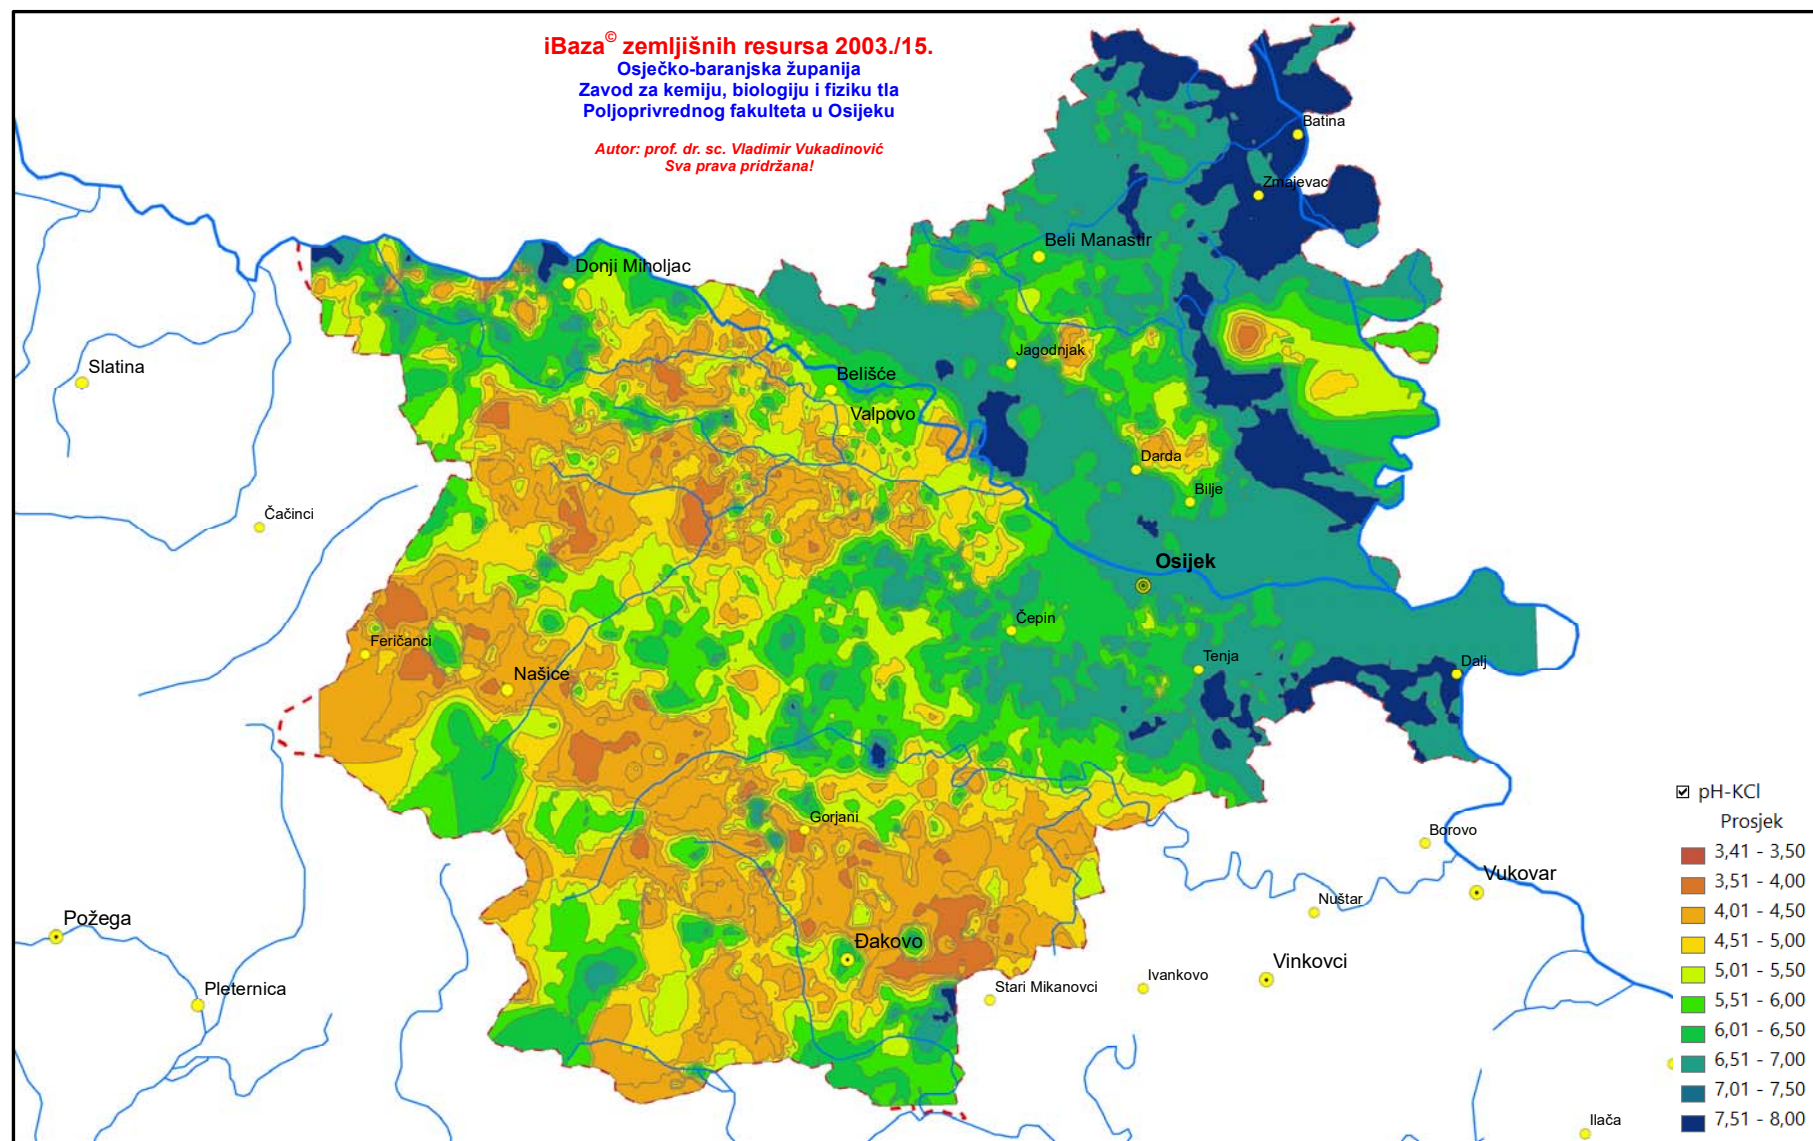 iBaza© zemljišnih resursa 2003./15.
Osječko-baranjska županija
Zavod za kemiju, biologiju i fiziku tla
Poljoprivrednog fakulteta u Osijeku
Autor: prof. dr. sc. Vladimir Vukadinović
Sva prava pridržana!
Batina
Zmajevac
Beli Manastir
Donji Miholjac
Jagodnjak
Slatina
Belišće
Valpovo
Darda
Bilje
Čačinci
Osijek
Čepin
Feričanci
Tenja
Dalj
Našice
Gorjani
Borovo
Vukovar
Nuštar
Požega
Đakovo
Vinkovci
Ivankovo
Stari Mikanovci
Pleternica
Ilača
pH-KCl
Prosjek
3,41 - 3,50
3,51 - 4,00
4,01 - 4,50
4,51 - 5,00
5,01 - 5,50
5,51 - 6,00
6,01 - 6,50
6,51 - 7,00
7,01 - 7,50
7,51 - 8,00